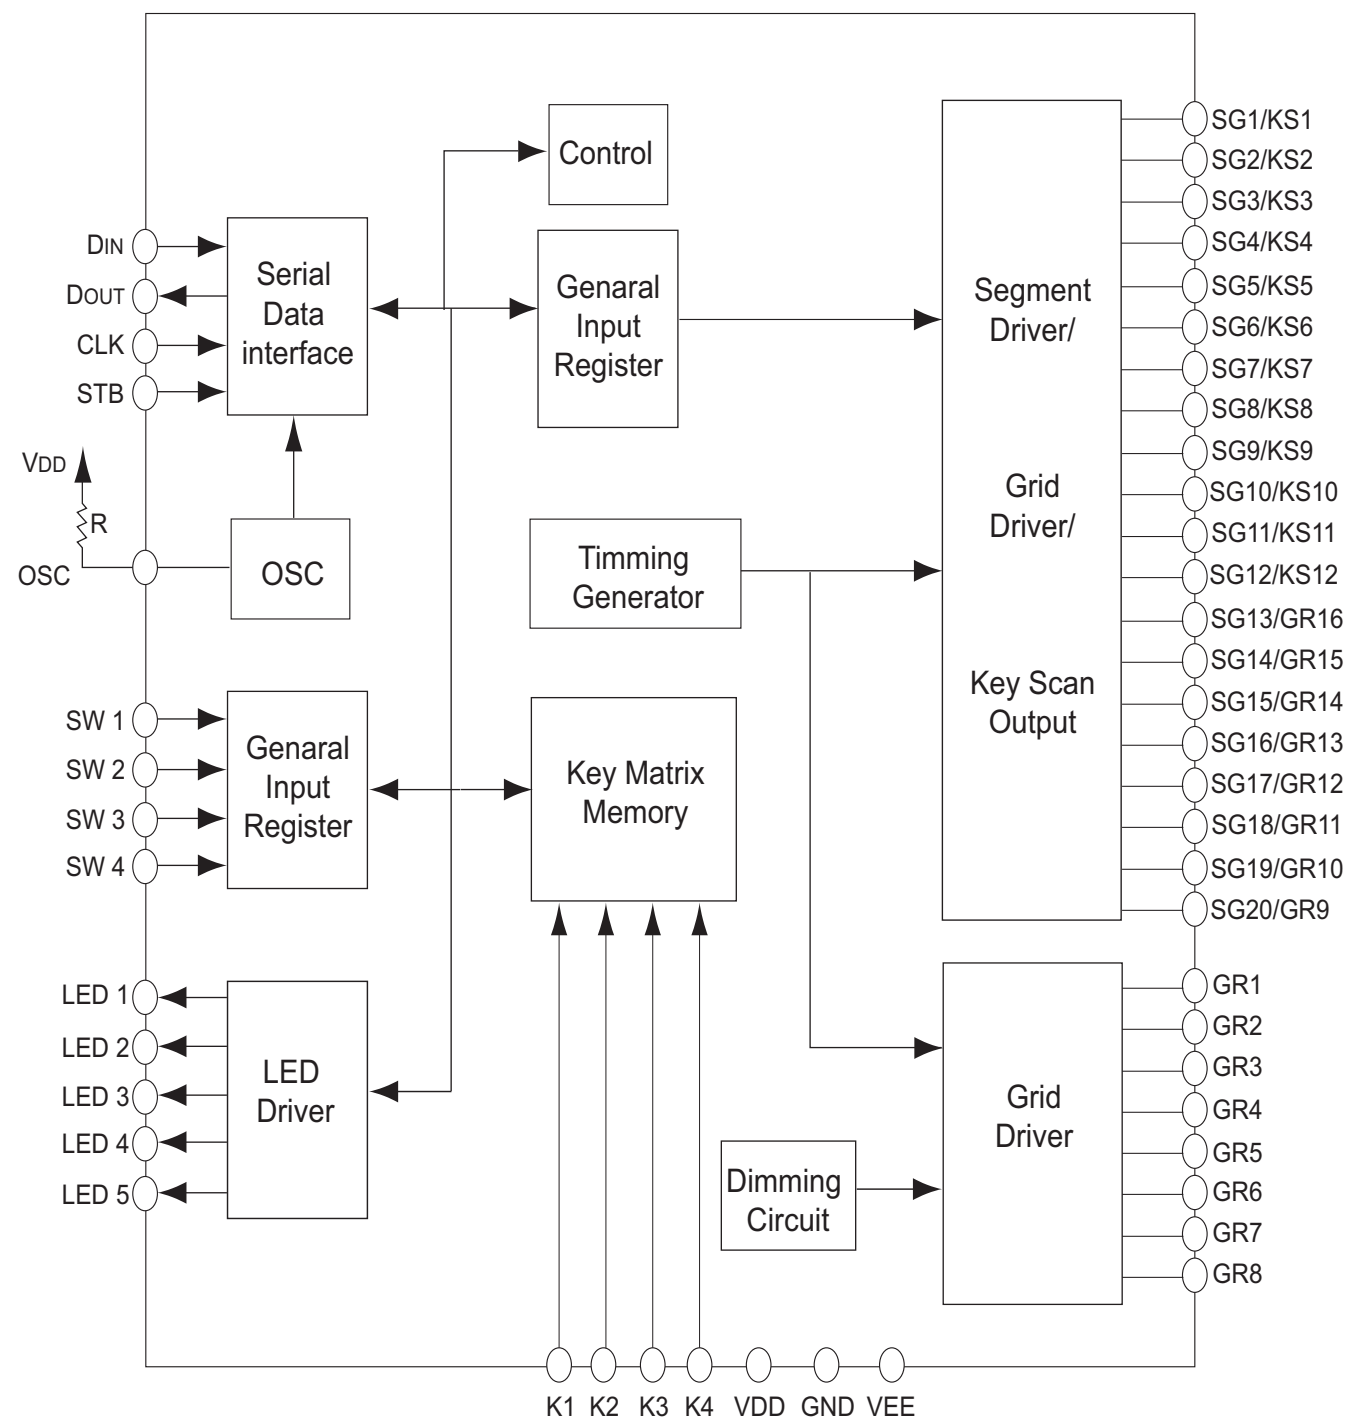 Control
DIN
DOUT
CLK
STB
Serial
Data
interface
Genaral
Input
Register
Segment
Driver/
Grid
Driver/
Key Scan
Output
VDD
R
OSC
OSC
Timming
Generator
SW 1
SW 2
SW 3
SW 4
Genaral
Input
Register
Key Matrix
Memory
LED 1
LED 2
LED 3
LED 4
LED 5
LED
Driver
Dimming
Circuit
Grid
Driver
SG1/KS1
SG2/KS2
SG3/KS3
SG4/KS4
SG5/KS5
SG6/KS6
SG7/KS7
SG8/KS8
SG9/KS9
SG10/KS10
SG11/KS11
SG12/KS12
SG13/GR16
SG14/GR15
SG15/GR14
SG16/GR13
SG17/GR12
SG18/GR11
SG19/GR10
SG20/GR9
GR1
GR2
GR3
GR4
GR5
GR6
GR7
GR8
K1 K2 K3 K4 VDD GND VEE